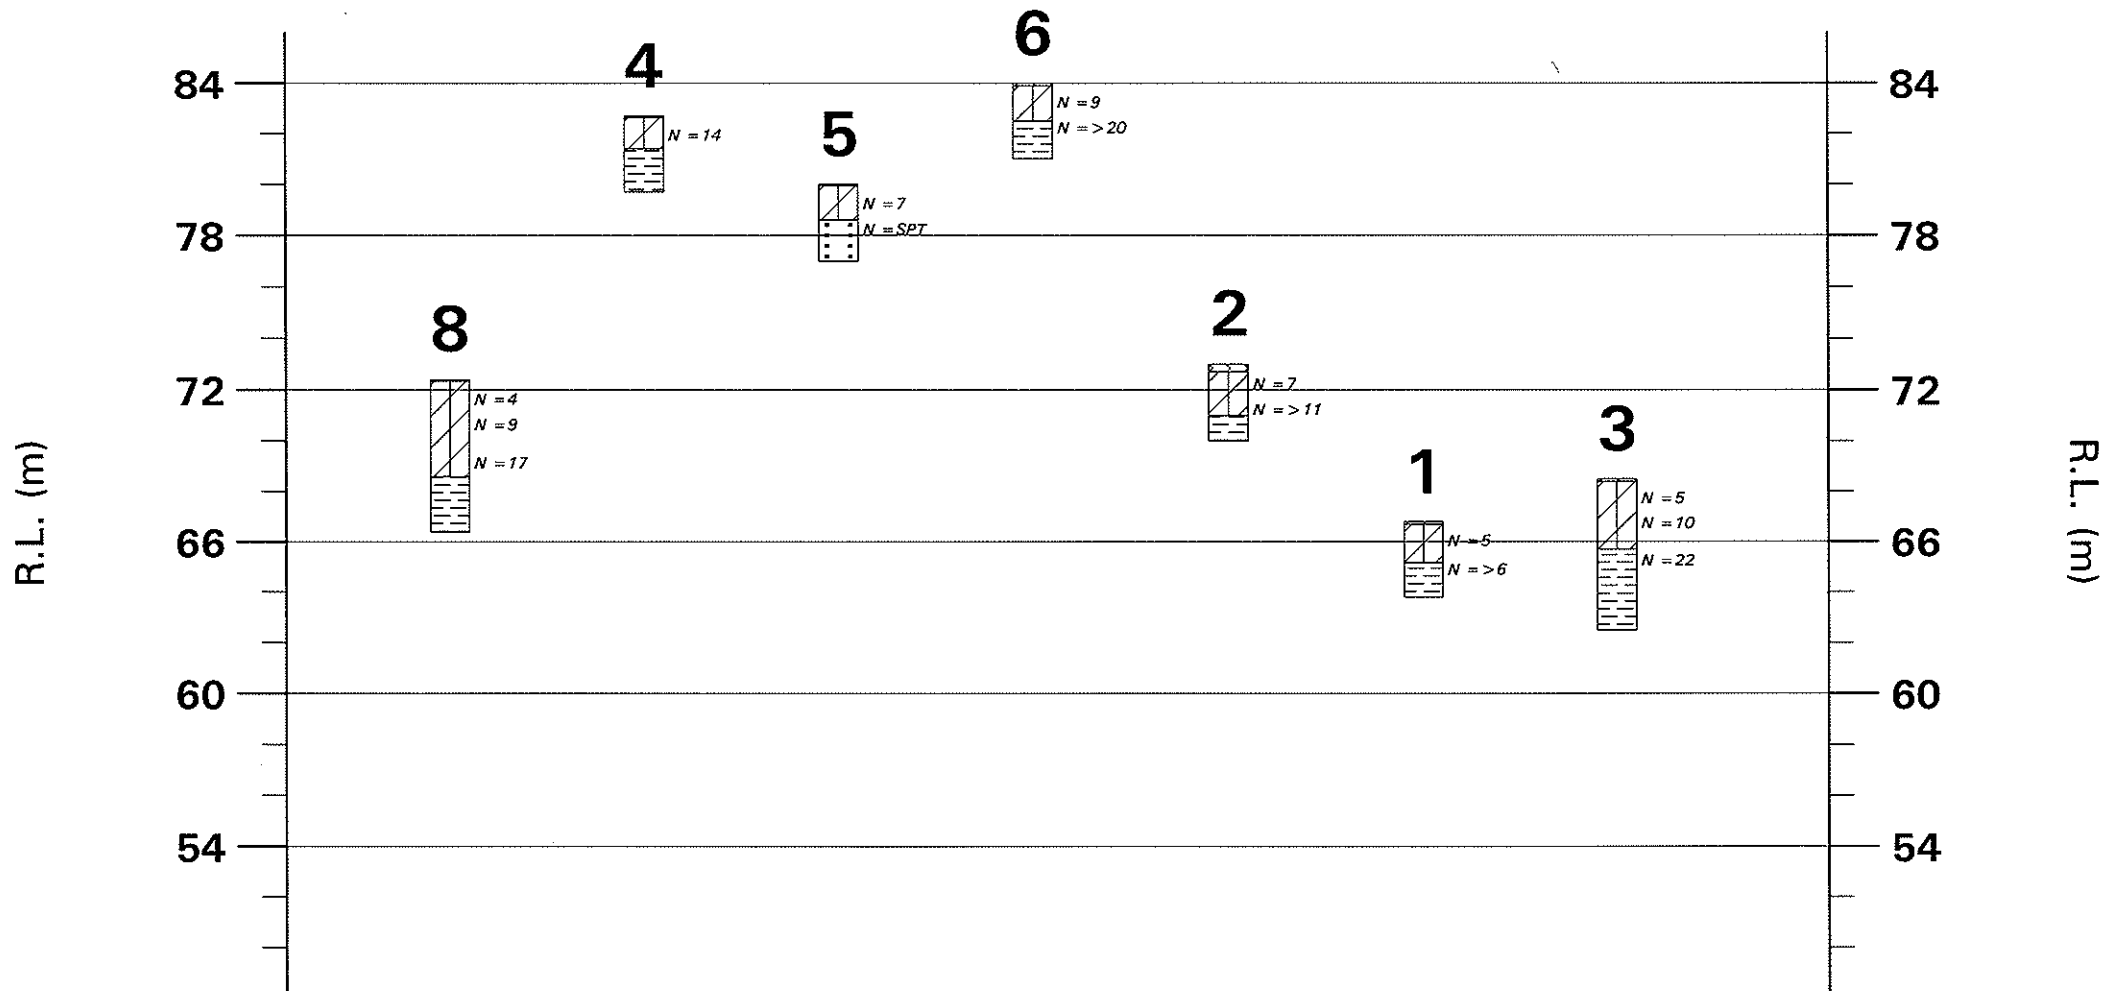 6
4
84
84
N =9
N =>20
N =14
5
N =7
N =SPT
78
78
2
8
72
N =7
72
N =4
N =>11
N =9
3
1
N =17
N =5
N =10
66
N =5
66
N =22
N =>6
R.L. (m)
R.L. (m)
60
60
54
54